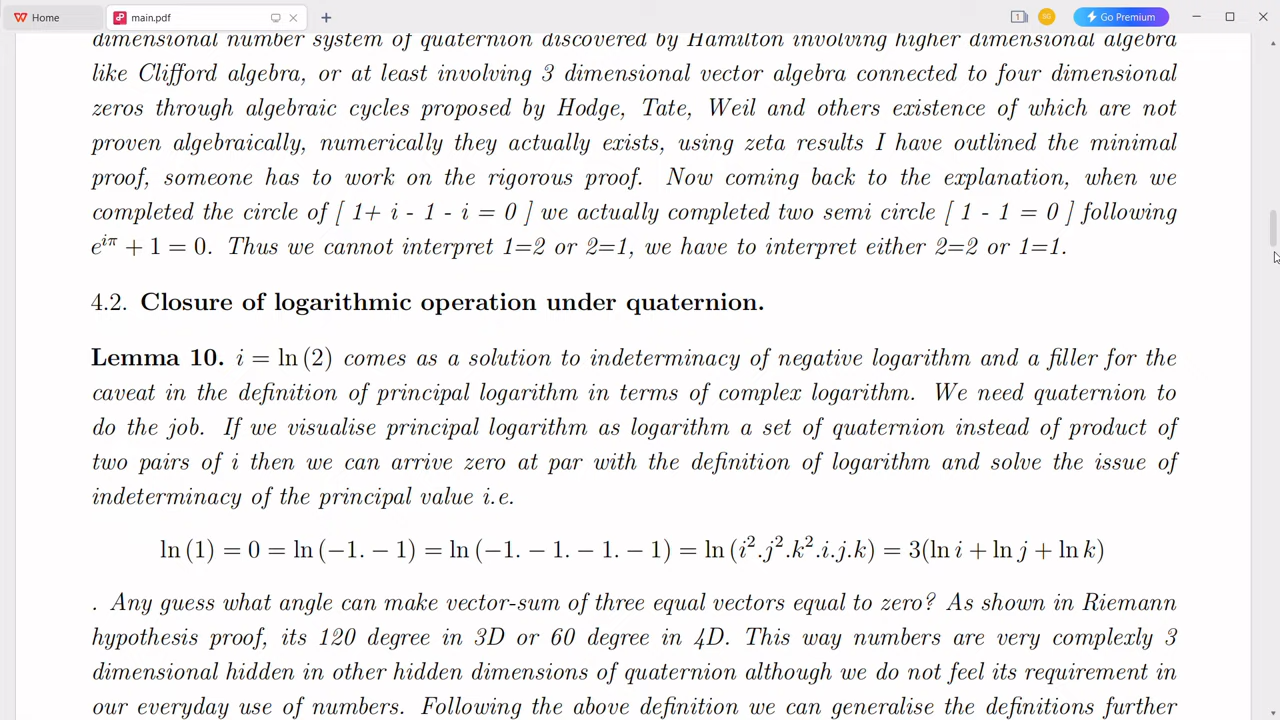 Home
main.pdf
1
SG
Go Premium
dimensional number system of quaternion discovered by Hamilton involving higher dimensional algebra
like Clifford algebra, or at least involving 3 dimensional vector algebra connected to four dimensional
zeros through algebraic cycles proposed by Hodge, Tate, Weil and others existence of which are not
proven algebraically, numerically they actually exists, using zeta results I have outlined the minimal
proof, someone has to work on the rigorous proof. Now coming back to the explanation, when we
completed the circle of [ 1+ i - 1 - i = 0 ] we actually completed two semi circle [ 1 - 1 = 0 ] following
e^{iπ} + 1 = 0. Thus we cannot interpret 1=2 or 2=1, we have to interpret either 2=2 or 1=1.
4.2. Closure of logarithmic operation under quaternion.
Lemma 10. i = ln (2) comes as a solution to indeterminacy of negative logarithm and a filler for the
caveat in the definition of principal logarithm in terms of complex logarithm. We need quaternion to
do the job. If we visualise principal logarithm as logarithm a set of quaternion instead of product of
two pairs of i then we can arrive zero at par with the definition of logarithm and solve the issue of
indeterminacy of the principal value i.e.
ln (1) = 0 = ln (−1. − 1) = ln (−1. − 1. − 1. − 1) = ln (i².j².k².i.j.k) = 3(ln i + ln j + ln k)
. Any guess what angle can make vector-sum of three equal vectors equal to zero? As shown in Riemann
hypothesis proof, its 120 degree in 3D or 60 degree in 4D. This way numbers are very complexly 3
dimensional hidden in other hidden dimensions of quaternion although we do not feel its requirement in
our everyday use of numbers. Following the above definition we can generalise the definitions further